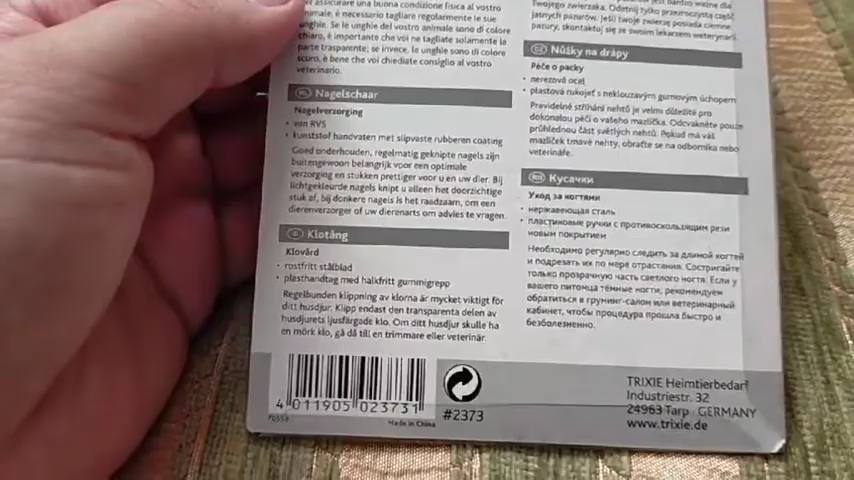 r assicurare una buona condizione fisica al vostro
animale, è necessario tagliare regolarmente le sue
unghie. Se le unghie del vostro animale sono di colore
chiaro, è importante che voi ne tagliate solamente la
parte trasparente; se invece, le unghie sono di colore
scuro, è bene che voi chiediate consiglio al vostro
veterinario.
NL Nagelschaar
Nagelverzorging
• van RVS
• kunststof handvaten met slipvaste rubberen coating
Goed onderhouden, regelmatig geknipte nagels zijn
buitengewoon belangrijk voor een optimale
verzorging en stukken prettiger voor u en uw dier. Bij
lichtgekleurde nagels knipt u alleen het doorzichtige
stuk af, bij donkere nagels is het raadzaam, om een
dierenverzorger of uw dierenarts om advies te vragen.
S Klotång
Klovård
• rostfritt stålblad
• plasthandtag med halkfritt gummigrepp
Regelbunden klippning av klorna är mycket viktigt för
ditt husdjur. Klipp endast den transparenta delen av
husdjurets ljusfärgade klo. Om ditt husdjur skulle ha
en mörk klo, gå då till en trimmare eller veterinär.
Twojego zwierzaka. Odetnij tylko przezroczystą część
jasnych pazurów. Jeśli Twoje zwierzę posiada ciemne
pazury, skontaktuj się ze swoim lekarzem weterynarii.
CZ Nůžky na drápy
Péče o packy
• nerezová ocel
• plastová rukojeť s neklouzavým gumovým úchopem
Pravidelné stříhání nehtů je velmi důležité pro
dokonalou péči o vašeho mazlíčka. Odcvakněte pouze
průhlednou část světlých nehtů. Pokud má váš
mazlíček tmavé nehty, obraťte se na odborníka nebo
veterináře.
RUS Кусачки
Уход за когтями
• нержавеющая сталь
• пластиковые ручки с противоскользящим рези
новым покрытием
Необходимо регулярно следить за длиной когтей
и подрезать их по мере отрастания. Состригайте
только прозрачную часть светлого ногтя. Если у
вашего питомца тёмные ногти, рекомендуем
обратиться в груминг-салон или ветеринарный
кабинет, чтобы процедура прошла быстро и
безболезненно.
4 011905 023731
Made in China
#2373
TRIXIE Heimtierbedarf
Industriestr. 32
24963 Tarp · GERMANY
www.trixie.de